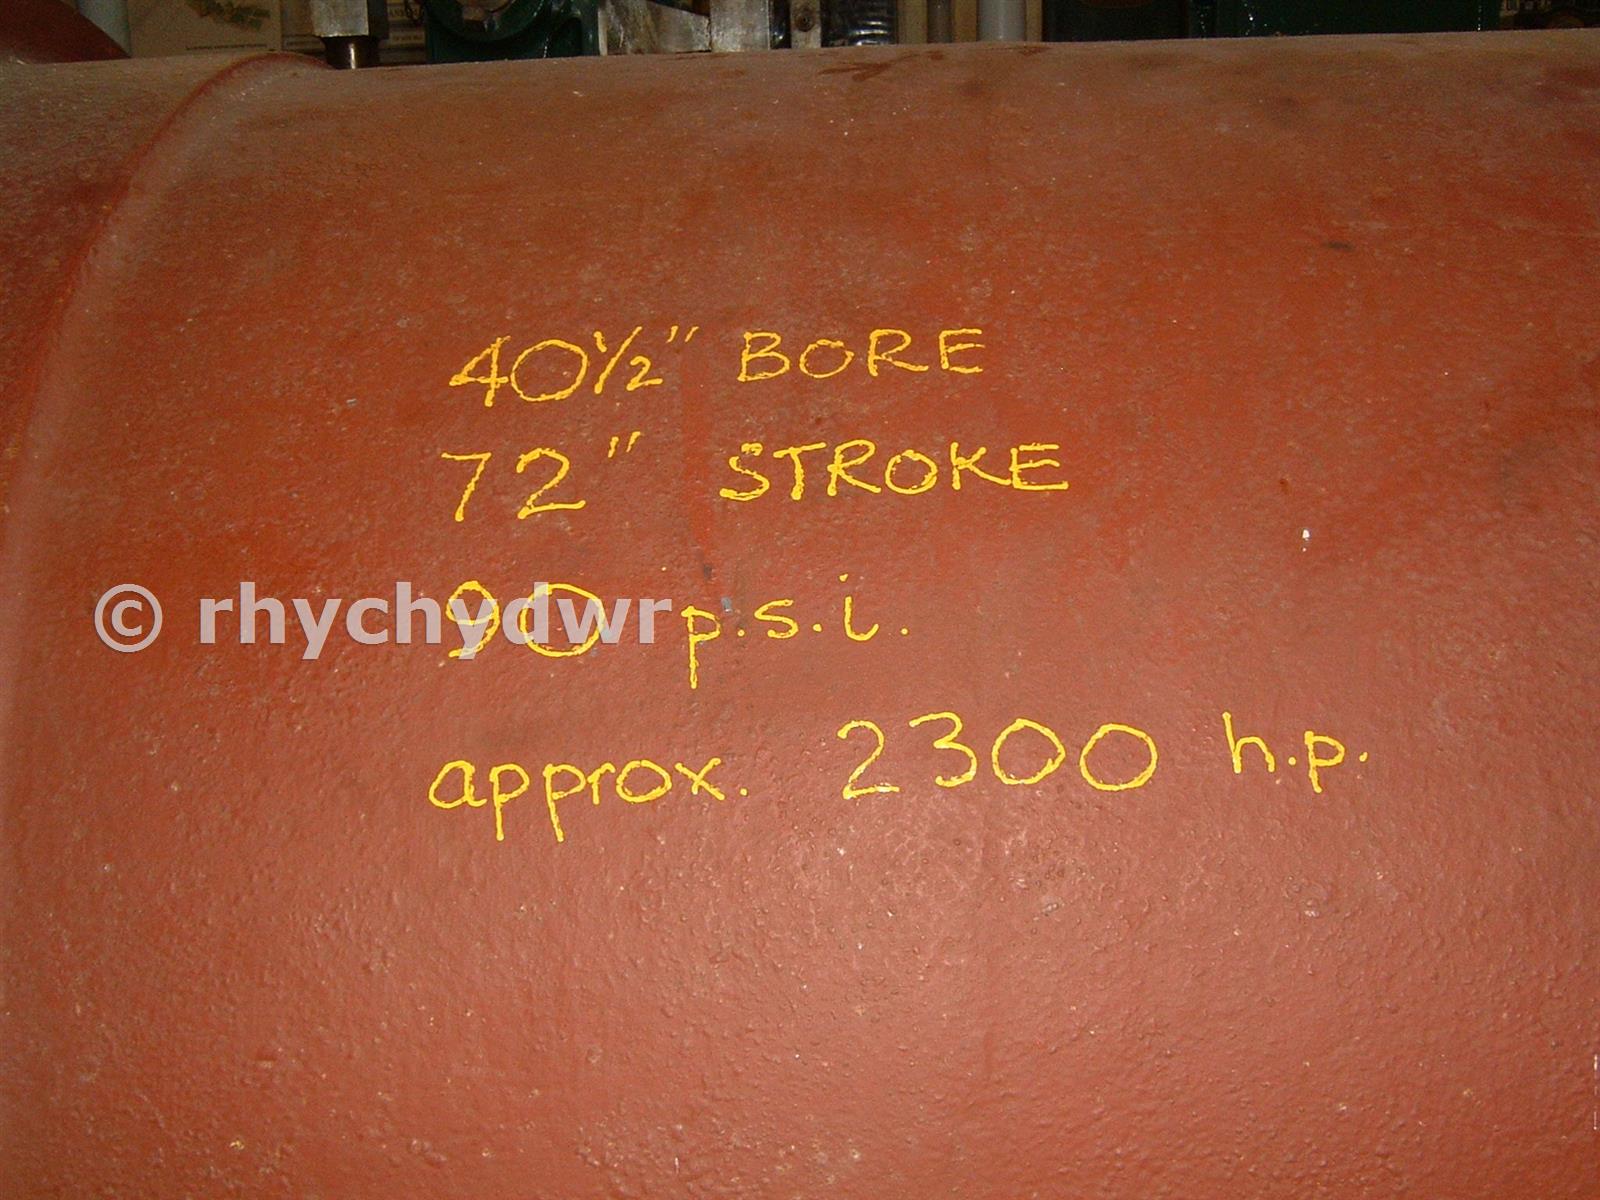 40½" BORE
72" STROKE
90 p.s.i.
© rhychydwr
approx. 2300 h.p.